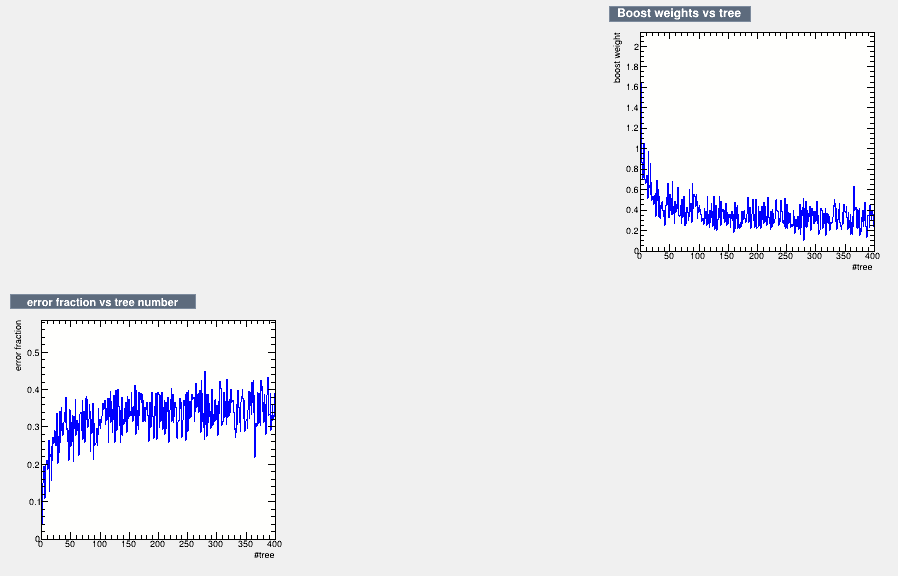 Boost weights vs tree
boost weight
2
1.8
1.6
1.4
1.2
1
0.8
0.6
0.4
0.2
0
0 50 100 150 200 250 300 350 400
#tree
error fraction vs tree number
error fraction
0.5
0.4
0.3
0.2
0.1
0
0 50 100 150 200 250 300 350 400
#tree